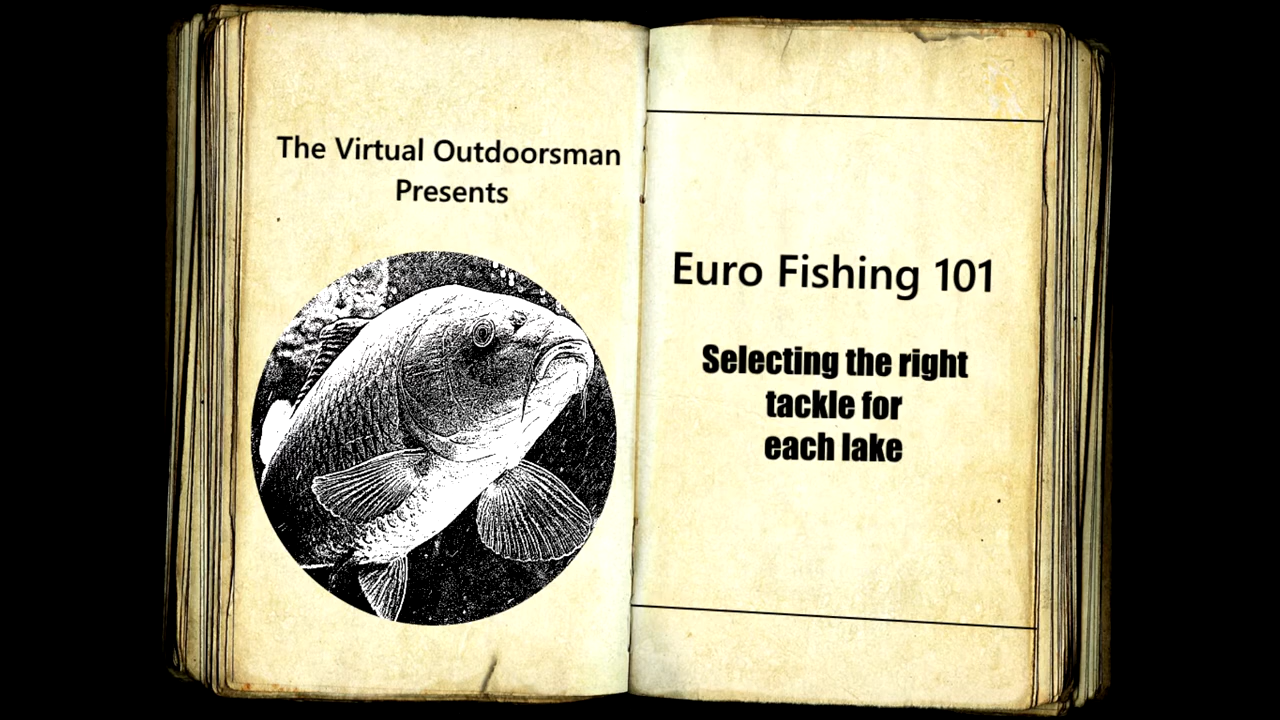 The Virtual Outdoorsman
Presents
Euro Fishing 101
Selecting the right
tackle for
each lake